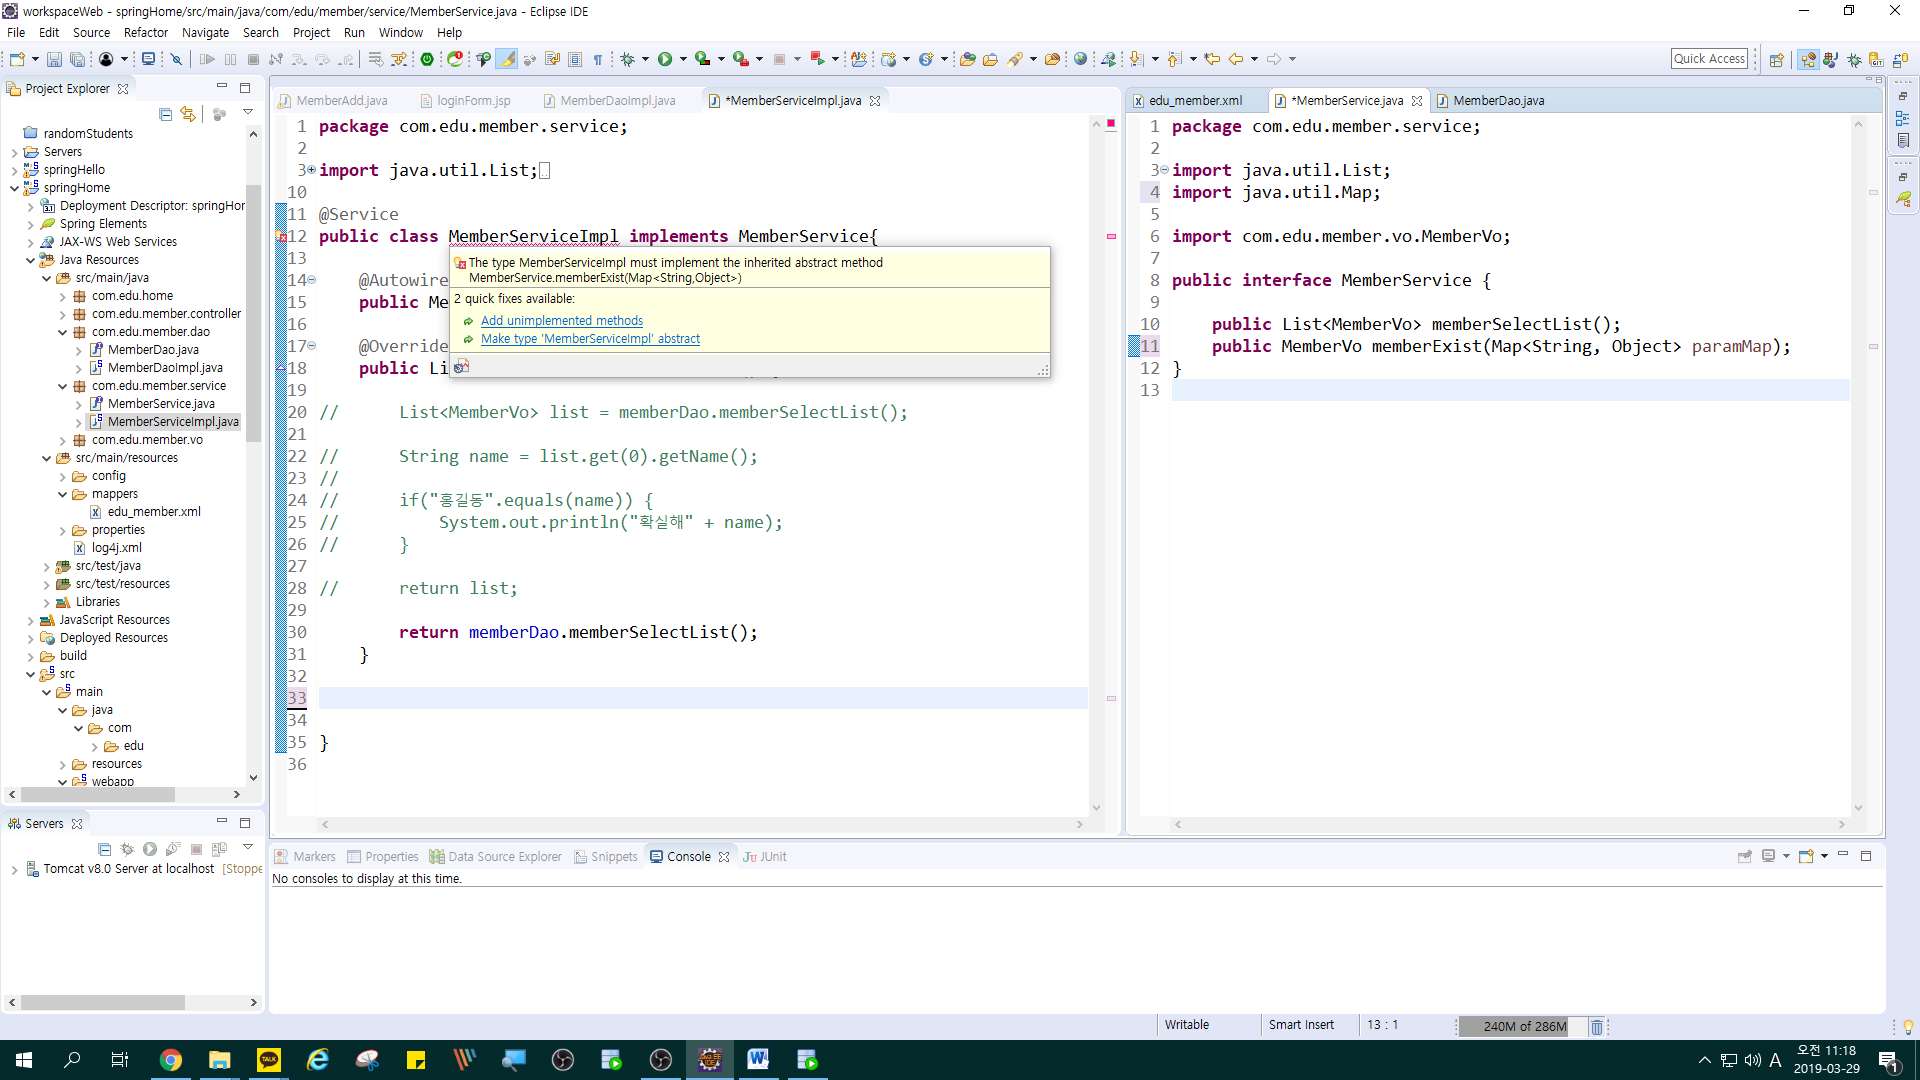 workspaceWeb - springHome/src/main/java/com/edu/member/service/MemberService.java - Eclipse IDE
File Edit Source Refactor Navigate Search Project Run Window Help
Quick Access
Project Explorer
randomStudents
Servers
springHello
springHome
Deployment Descriptor: springHor
Spring Elements
JAX-WS Web Services
Java Resources
src/main/java
com.edu.home
com.edu.member.controller
com.edu.member.dao
MemberDao.java
MemberDaoImpl.java
com.edu.member.service
MemberService.java
MemberServiceImpl.java
com.edu.member.vo
src/main/resources
config
mappers
edu_member.xml
properties
log4j.xml
src/test/java
src/test/resources
Libraries
JavaScript Resources
Deployed Resources
build
src
main
java
com
edu
resources
webapp
Servers
Tomcat v8.0 Server at localhost [Stoppe
MemberAdd.java loginForm.jsp MemberDaoImpl.java *MemberServiceImpl.java
1 package com.edu.member.service;
2
3 import java.util.List;
10
11 @Service
12 public class MemberServiceImpl implements MemberService{
13
14 @Autowire
15 public Me
16
17 @Override
18 public Li
19
20 // List<MemberVo> list = memberDao.memberSelectList();
21
22 // String name = list.get(0).getName();
23 //
24 // if("홍길동".equals(name)) {
25 // System.out.println("확실해" + name);
26 // }
27
28 // return list;
29
30 return memberDao.memberSelectList();
31 }
32
33
34
35 }
36
The type MemberServiceImpl must implement the inherited abstract method
MemberService.memberExist(Map<String,Object>)
2 quick fixes available:
Add unimplemented methods
Make type 'MemberServiceImpl' abstract
edu_member.xml *MemberService.java MemberDao.java
1 package com.edu.member.service;
2
3 import java.util.List;
4 import java.util.Map;
5
6 import com.edu.member.vo.MemberVo;
7
8 public interface MemberService {
9
10 public List<MemberVo> memberSelectList();
11 public MemberVo memberExist(Map<String, Object> paramMap);
12 }
13
Markers Properties Data Source Explorer Snippets Console JUnit
No consoles to display at this time.
Writable Smart Insert 13 : 1 240M of 286M
TALK
A
오전 11:18
2019-03-29
1